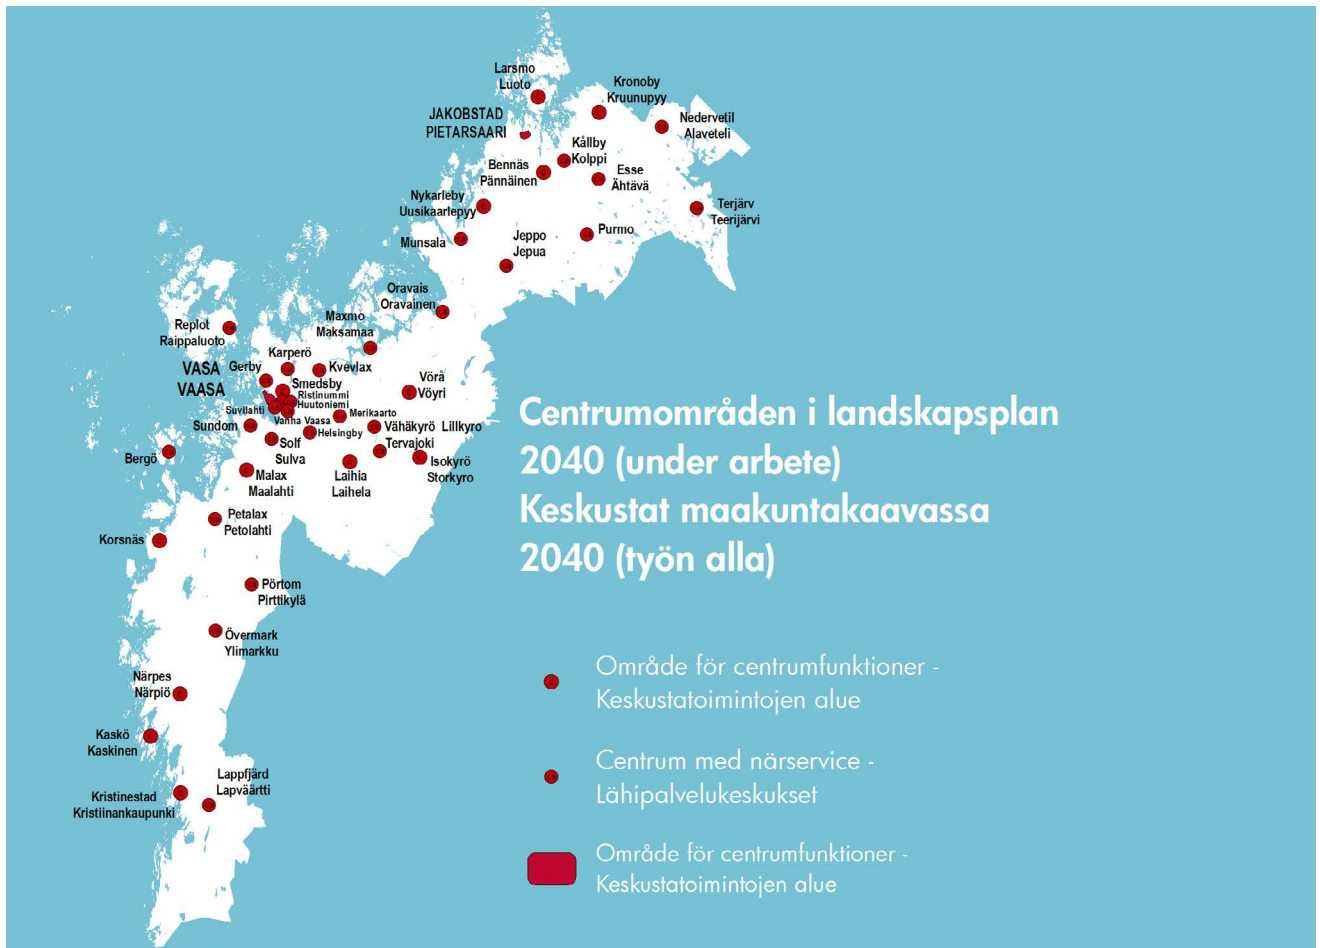 Larsmo
Luoto
Kronoby
Kruunupyy
JAKOBSTAD
PIETARSAARI
Nedervetil
Alaveteli
Kållby
Kolppi
Bennäs
Pännäinen
Esse
Ähtävä
Nykarleby
Uusikaarlepyy
Terjärv
Teerijärvi
Munsala
Jeppo
Jepua
Purmo
Oravais
Oravainen
Maxmo
Maksamaa
Replot
Raippaluoto
Karperö
VASA
VAASA
Gerby
Kvevlax
Smedsby
Vörå
Vöyri
Ristinummi
Huutoniemi
Suvilahti
Vanha Vaasa
Merikaarto
Sundom
Helsingby
Vähäkyrö Lillkyro
Tervajoki
Solf
Sulva
Bergö
Isokyrö
Storkyro
Malax
Maalahti
Laihia
Laihela
Petalax
Petolahti
Korsnäs
Pörtom
Pirttikylä
Övermark
Ylimarkku
Närpes
Närpiö
Kaskö
Kaskinen
Lappfjärd
Lapväärtti
Kristinestad
Kristiinankaupunki
Centrumområden i landskapsplan
2040 (under arbete)
Keskustat maakuntakaavassa
2040 (työn alla)
Område för centrumfunktioner -
Keskustatoimintojen alue
Centrum med närservice -
Lähipalvelukeskukset
Område för centrumfunktioner -
Keskustatoimintojen alue